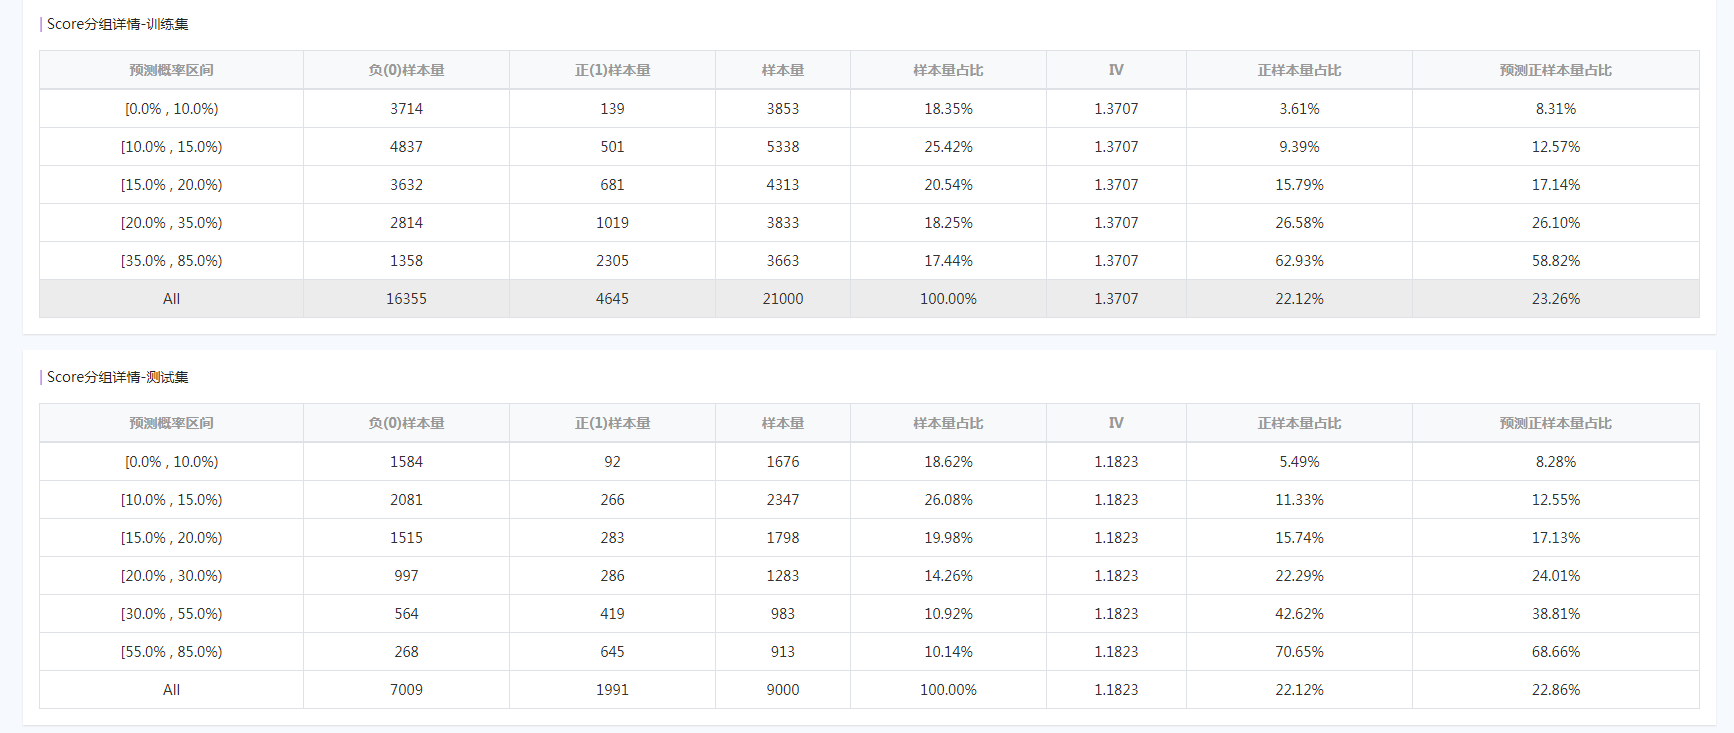 Score分组详情-训练集
预测概率区间 负(0)样本量 正(1)样本量 样本量 样本量占比 IV 正样本量占比 预测正样本量占比
[0.0% , 10.0%) 3714 139 3853 18.35% 1.3707 3.61% 8.31%
[10.0% , 15.0%) 4837 501 5338 25.42% 1.3707 9.39% 12.57%
[15.0% , 20.0%) 3632 681 4313 20.54% 1.3707 15.79% 17.14%
[20.0% , 35.0%) 2814 1019 3833 18.25% 1.3707 26.58% 26.10%
[35.0% , 85.0%) 1358 2305 3663 17.44% 1.3707 62.93% 58.82%
All 16355 4645 21000 100.00% 1.3707 22.12% 23.26%
Score分组详情-测试集
预测概率区间 负(0)样本量 正(1)样本量 样本量 样本量占比 IV 正样本量占比 预测正样本量占比
[0.0% , 10.0%) 1584 92 1676 18.62% 1.1823 5.49% 8.28%
[10.0% , 15.0%) 2081 266 2347 26.08% 1.1823 11.33% 12.55%
[15.0% , 20.0%) 1515 283 1798 19.98% 1.1823 15.74% 17.13%
[20.0% , 30.0%) 997 286 1283 14.26% 1.1823 22.29% 24.01%
[30.0% , 55.0%) 564 419 983 10.92% 1.1823 42.62% 38.81%
[55.0% , 85.0%) 268 645 913 10.14% 1.1823 70.65% 68.66%
All 7009 1991 9000 100.00% 1.1823 22.12% 22.86%